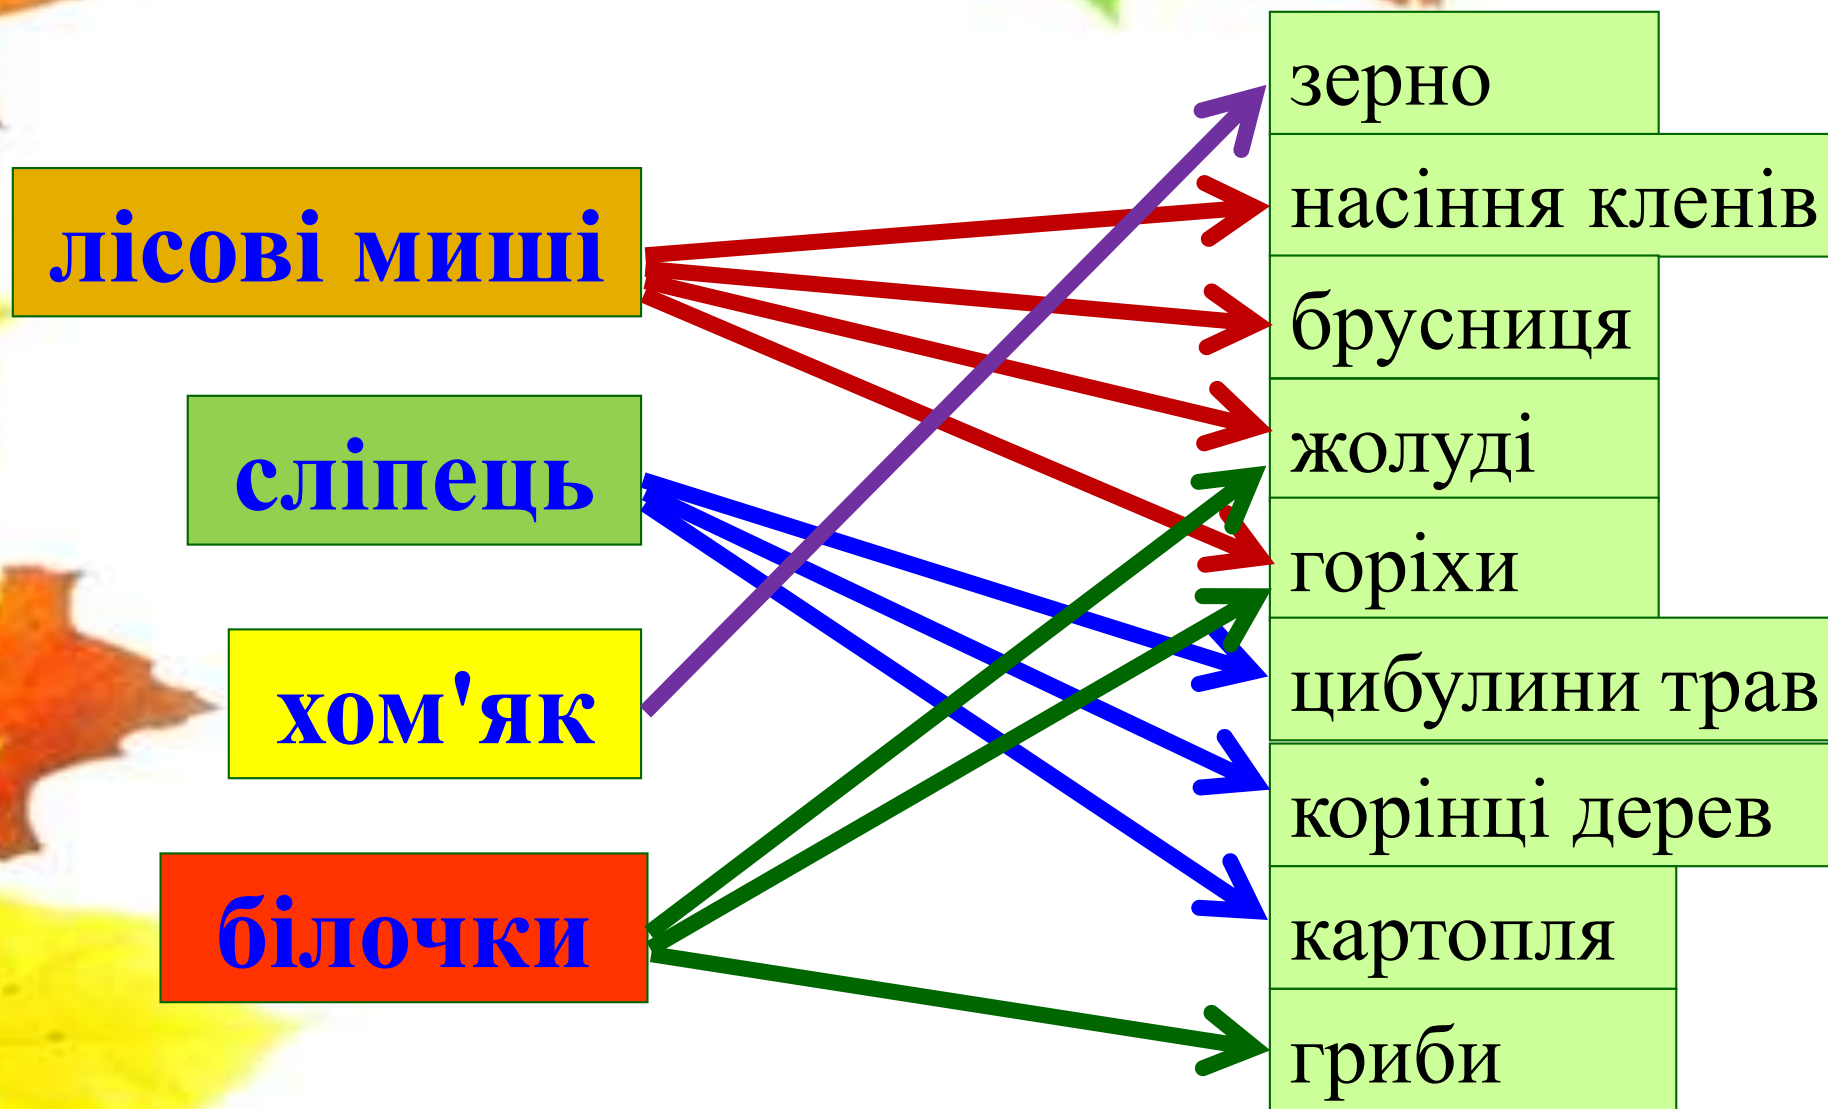 лісові миші
сліпець
хом'як
білочки
зерно
насіння кленів
брусниця
жолуді
горіхи
цибулини трав
корінці дерев
картопля
гриби